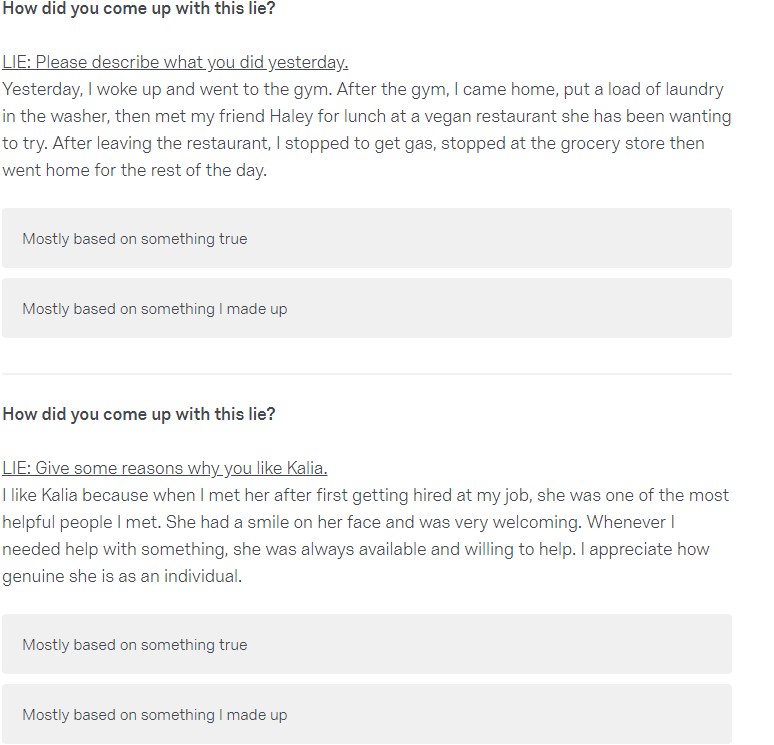 How did you come up with this lie?
LIE: Please describe what you did yesterday.
Yesterday, I woke up and went to the gym. After the gym, I came home, put a load of laundry
in the washer, then met my friend Haley for lunch at a vegan restaurant she has been wanting
to try. After leaving the restaurant, I stopped to get gas, stopped at the grocery store then
went home for the rest of the day.
Mostly based on something true
Mostly based on something I made up
How did you come up with this lie?
LIE: Give some reasons why you like Kalia.
I like Kalia because when I met her after first getting hired at my job, she was one of the most
helpful people I met. She had a smile on her face and was very welcoming. Whenever I
needed help with something, she was always available and willing to help. I appreciate how
genuine she is as an individual.
Mostly based on something true
Mostly based on something I made up